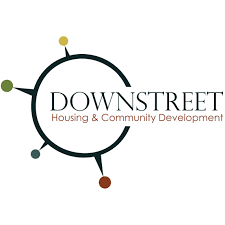 DOWNSTREET
Housing & Community Development